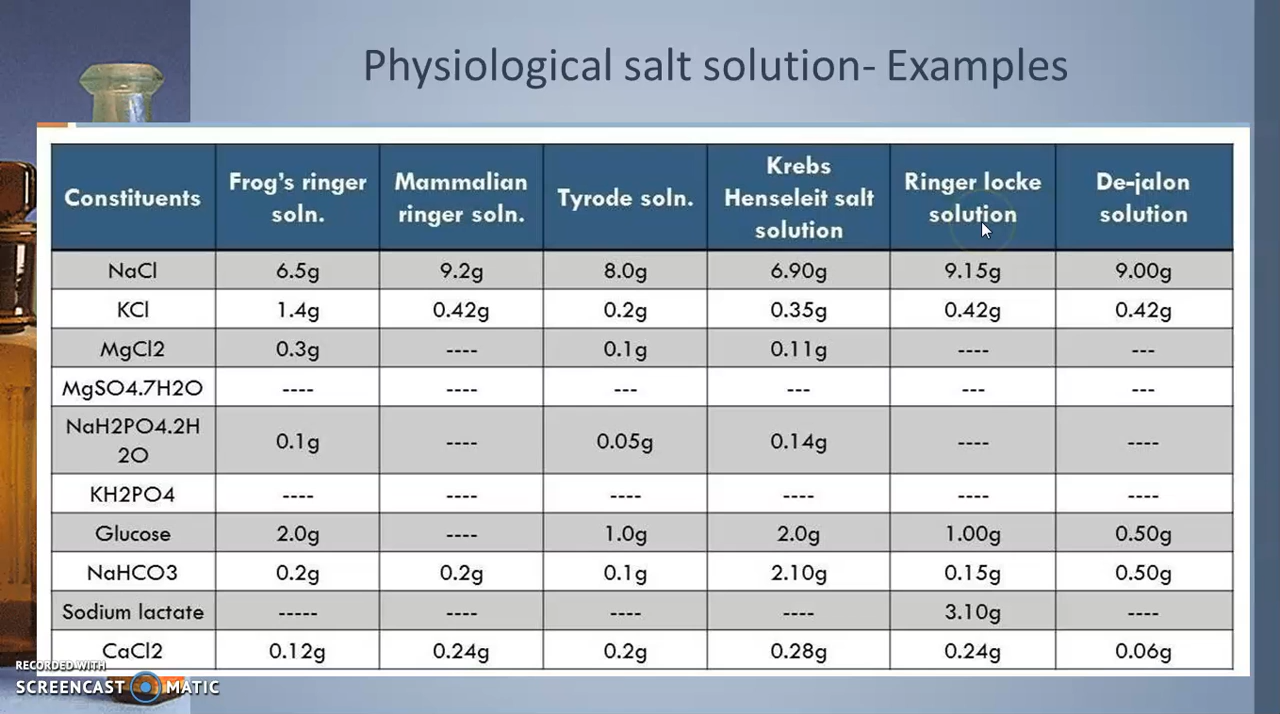 Physiological salt solution- Examples
Constituents Frog's ringer soln. Mammalian ringer soln. Tyrode soln. Krebs Henseleit salt solution Ringer locke solution De-jalon solution
NaCl 6.5g 9.2g 8.0g 6.90g 9.15g 9.00g
KCl 1.4g 0.42g 0.2g 0.35g 0.42g 0.42g
MgCl2 0.3g ---- 0.1g 0.11g ---- ---
MgSO4.7H2O ---- ---- --- --- --- ---
NaH2PO4.2H2O 0.1g ---- 0.05g 0.14g ---- ----
KH2PO4 ---- ---- ---- ---- ---- ----
Glucose 2.0g ---- 1.0g 2.0g 1.00g 0.50g
NaHCO3 0.2g 0.2g 0.1g 2.10g 0.15g 0.50g
Sodium lactate ----- ---- ---- ---- 3.10g ----
CaCl2 0.12g 0.24g 0.2g 0.28g 0.24g 0.06g
RECORDED WITH
SCREENCAST MATIC